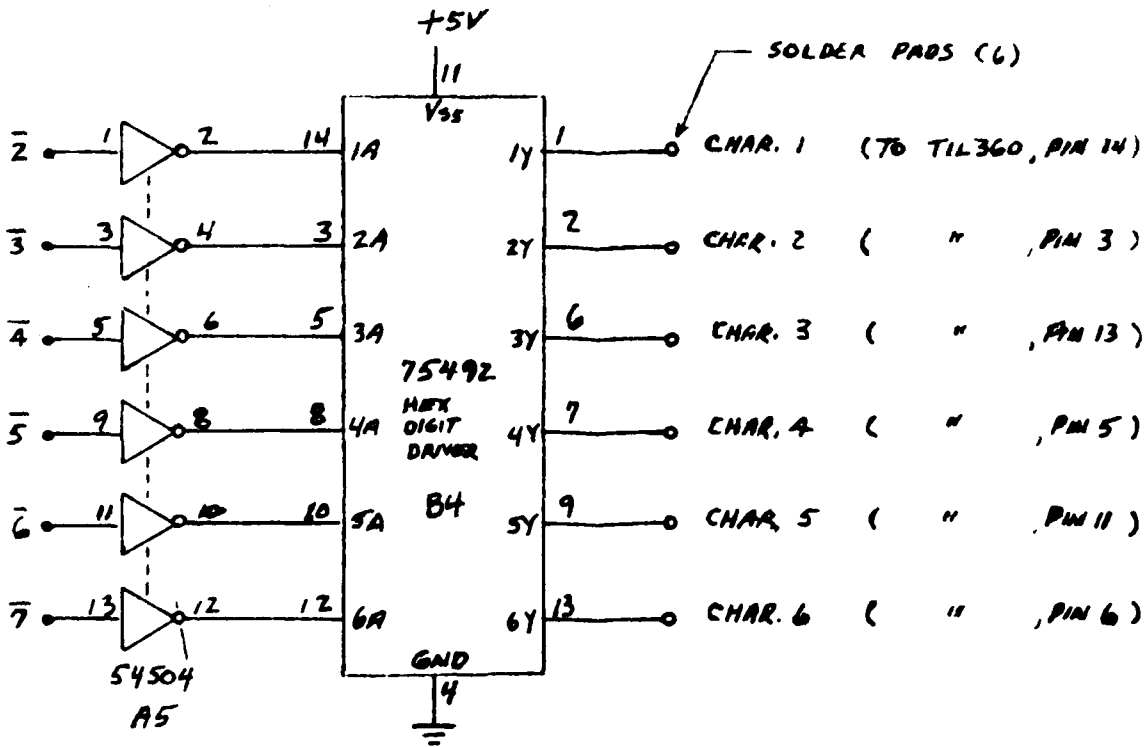 +5V
SOLDER PADS (6)
11
VSS
2̅ 1 2 14 1A 1Y 1 CHAR. 1 (TO TIL360, PIN 14)
3̅ 3 4 3 2A 2Y 2 CHAR. 2 ( " , PIN 3)
4̅ 5 6 5 3A 3Y 6 CHAR. 3 ( " , PIN 13)
75492
HEX
DIGIT
DRIVER
5̅ 9 8 8 4A 4Y 7 CHAR. 4 ( " , PIN 5)
B4
6̅ 11 10 10 5A 5Y 9 CHAR. 5 ( " , PIN 11)
7̅ 13 12 12 6A 6Y 13 CHAR. 6 ( " , PIN 6)
GND
4
54S04
A5